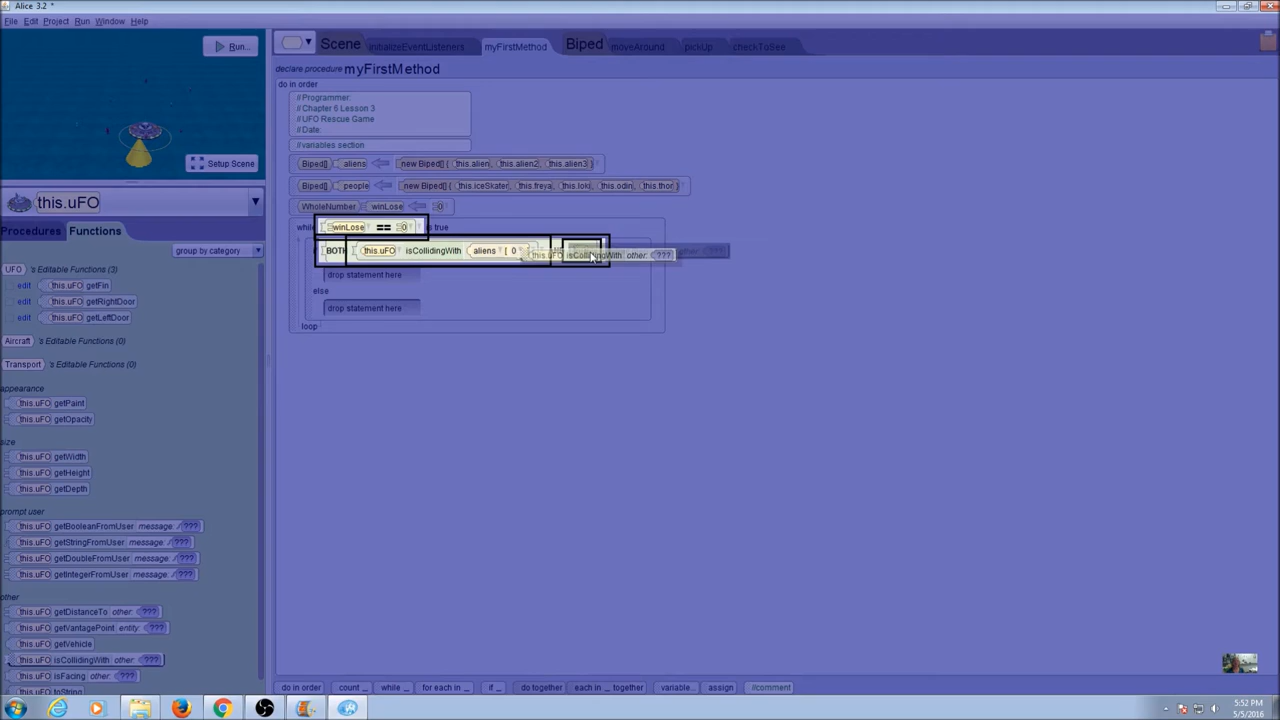 Alice 3.2 *
File Edit Project Run Window Help
Run...
Setup Scene
this.uFO
Procedures Functions
group by category
UFO 's Editable Functions (3)
edit this.uFO getFin
edit this.uFO getRightDoor
edit this.uFO getLeftDoor
Aircraft 's Editable Functions (0)
Transport 's Editable Functions (0)
appearance
this.uFO getPaint
this.uFO getOpacity
size
this.uFO getWidth
this.uFO getHeight
this.uFO getDepth
prompt user
this.uFO getBooleanFromUser message: ???
this.uFO getStringFromUser message: ???
this.uFO getDoubleFromUser message: ???
this.uFO getIntegerFromUser message: ???
other
this.uFO getDistanceTo other: ???
this.uFO getVantagePoint entity: ???
this.uFO getVehicle
this.uFO isCollidingWith other: ???
this.uFO isFacing other: ???
toString
Scene initializeEventListeners myFirstMethod Biped moveAround pickUp checkToSee
declare procedure myFirstMethod
do in order
// Programmer:
// Chapter 6 Lesson 3
// UFO Rescue Game
// Date:
//variables section
Biped[] aliens new Biped[] { this.alien, this.alien2, this.alien3 }
Biped[] people new Biped[] { this.iceSkater, this.freya, this.loki, this.odin, this.thor }
WholeNumber winLose 0
while winLose == 0 is true
BOTH this.uFO isCollidingWith aliens [ 0
this.uFO isCollidingWith other: ???
drop statement here
else
drop statement here
loop
do in order count _ while _ for each in _ if _ do together each in _ together variable... assign //comment
5:52 PM
5/5/2016